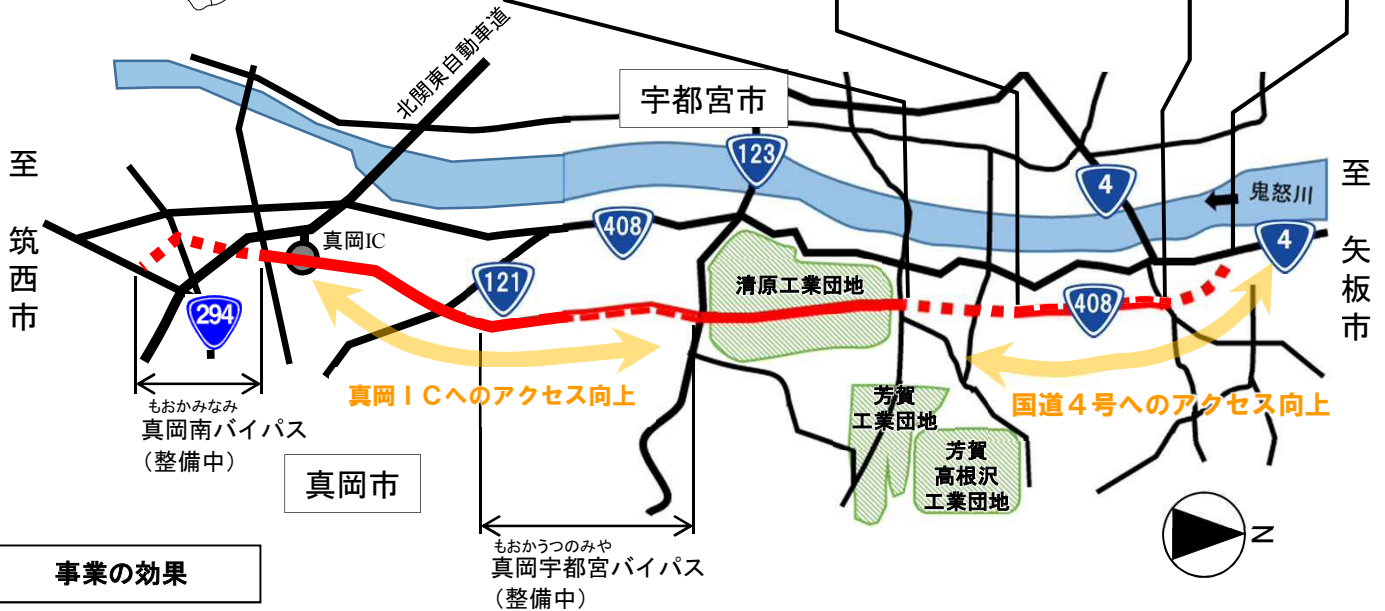 北関東自動車道
宇都宮市
123
4
鬼怒川
4
至 筑西市
至 矢板市
真岡IC
408
121
清原工業団地
408
294
真岡ＩＣへのアクセス向上
国道４号へのアクセス向上
芳賀
工業団地
芳賀
高根沢
工業団地
もおかみなみ
真岡南バイパス
（整備中）
真岡市
もおかうつのみや
真岡宇都宮バイパス
（整備中）
N
事業の効果